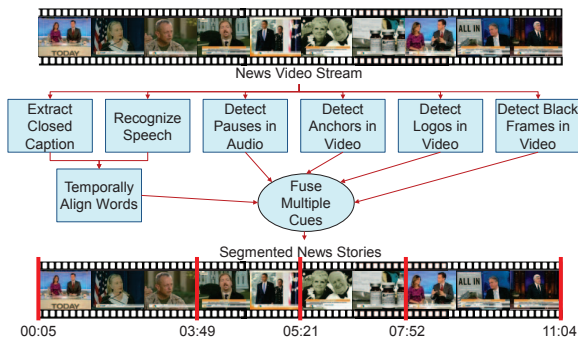 TODAY
ALL IN
News Video Stream
Extract
Closed
Caption
Recognize
Speech
Detect
Pauses in
Audio
Detect
Anchors in
Video
Detect
Logos in
Video
Detect Black
Frames in
Video
Temporally
Align Words
Fuse
Multiple
Cues
Segmented News Stories
TODAY
ALL IN
00:05 03:49 05:21 07:52 11:04